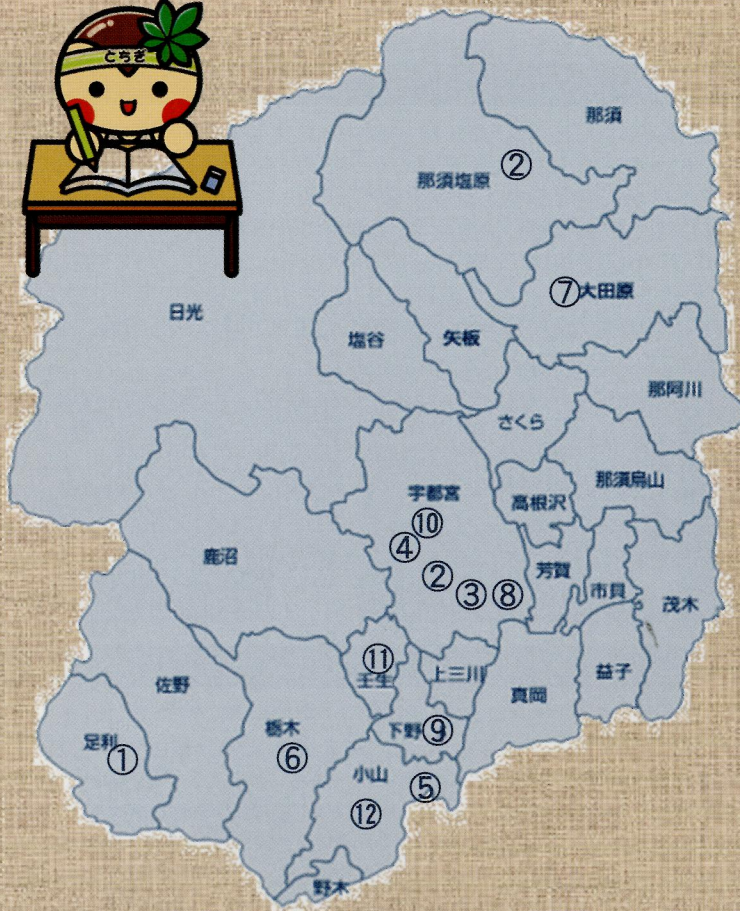 とちぎ
那須
②
那須塩原
⑦大田原
日光
塩谷
矢板
那阿川
さくら
宇都宮
那須烏山
高根沢
⑩
④
鹿沼
芳賀
②
③
⑧
市貝
茂木
⑪
壬生
上三川
益子
佐野
真岡
栃木
下野
⑨
足利
①
⑥
小山
⑤
⑫
野木